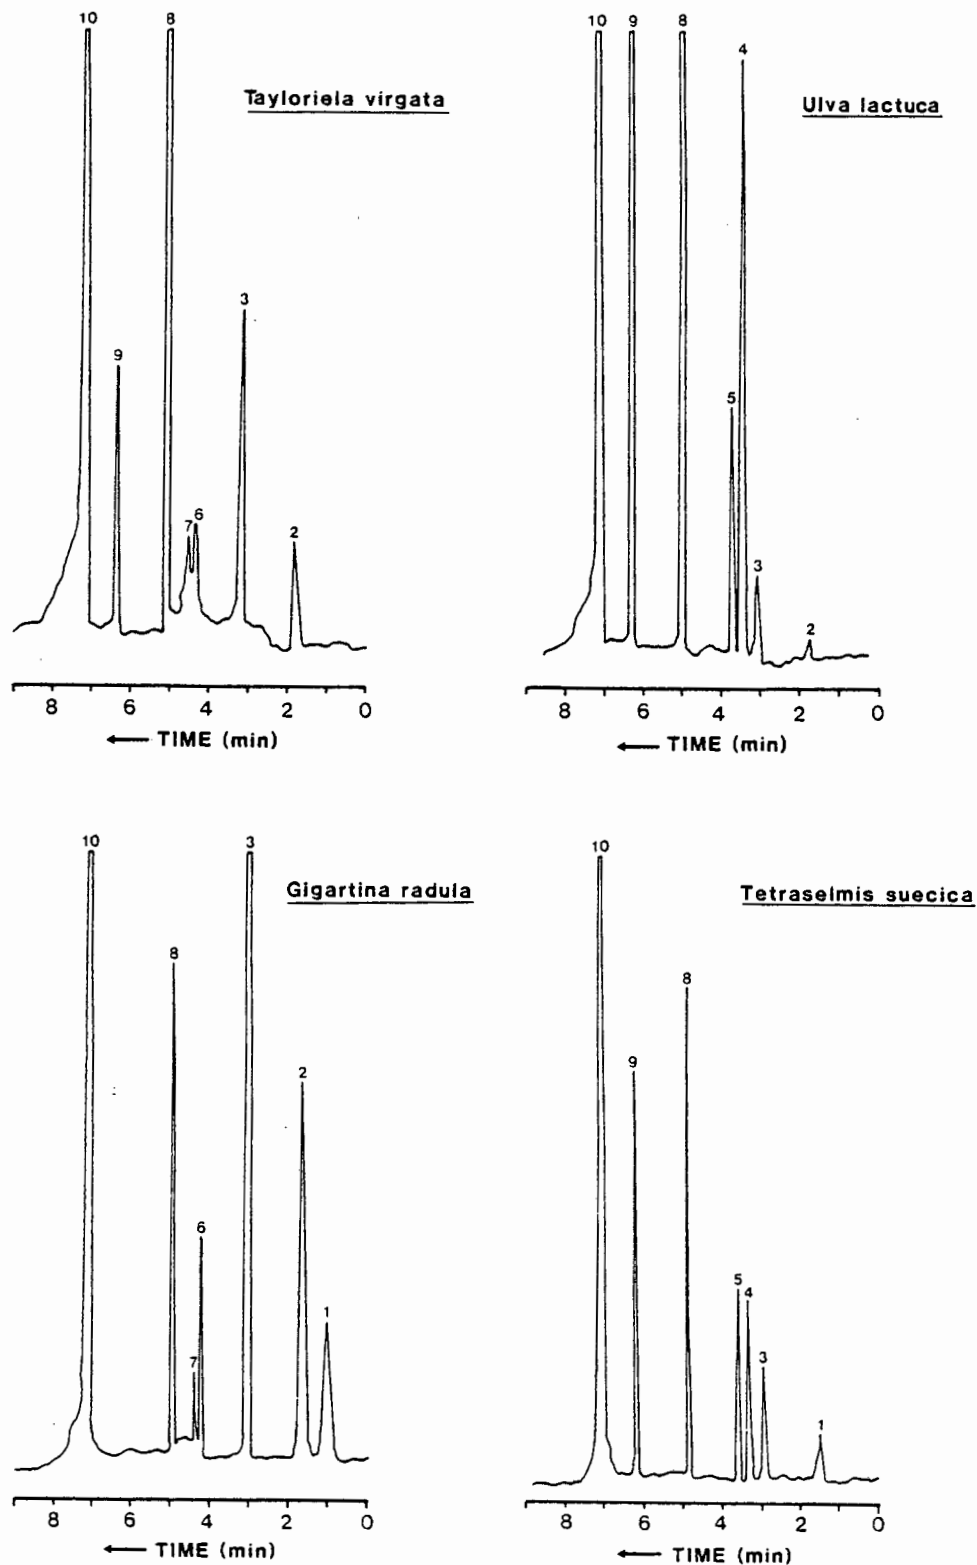 10 8
Tayloriela virgata
3
9
7 6
2
8 6 4 2 0
← TIME (min)
10 9 8
4
Ulva lactuca
5
3
2
8 6 4 2 0
← TIME (min)
10 3
Gigartina radula
8
2
6
1
7
8 6 4 2 0
← TIME (min)
10
Tetraselmis suecica
8
9
5 4
3
1
8 6 4 2 0
← TIME (min)